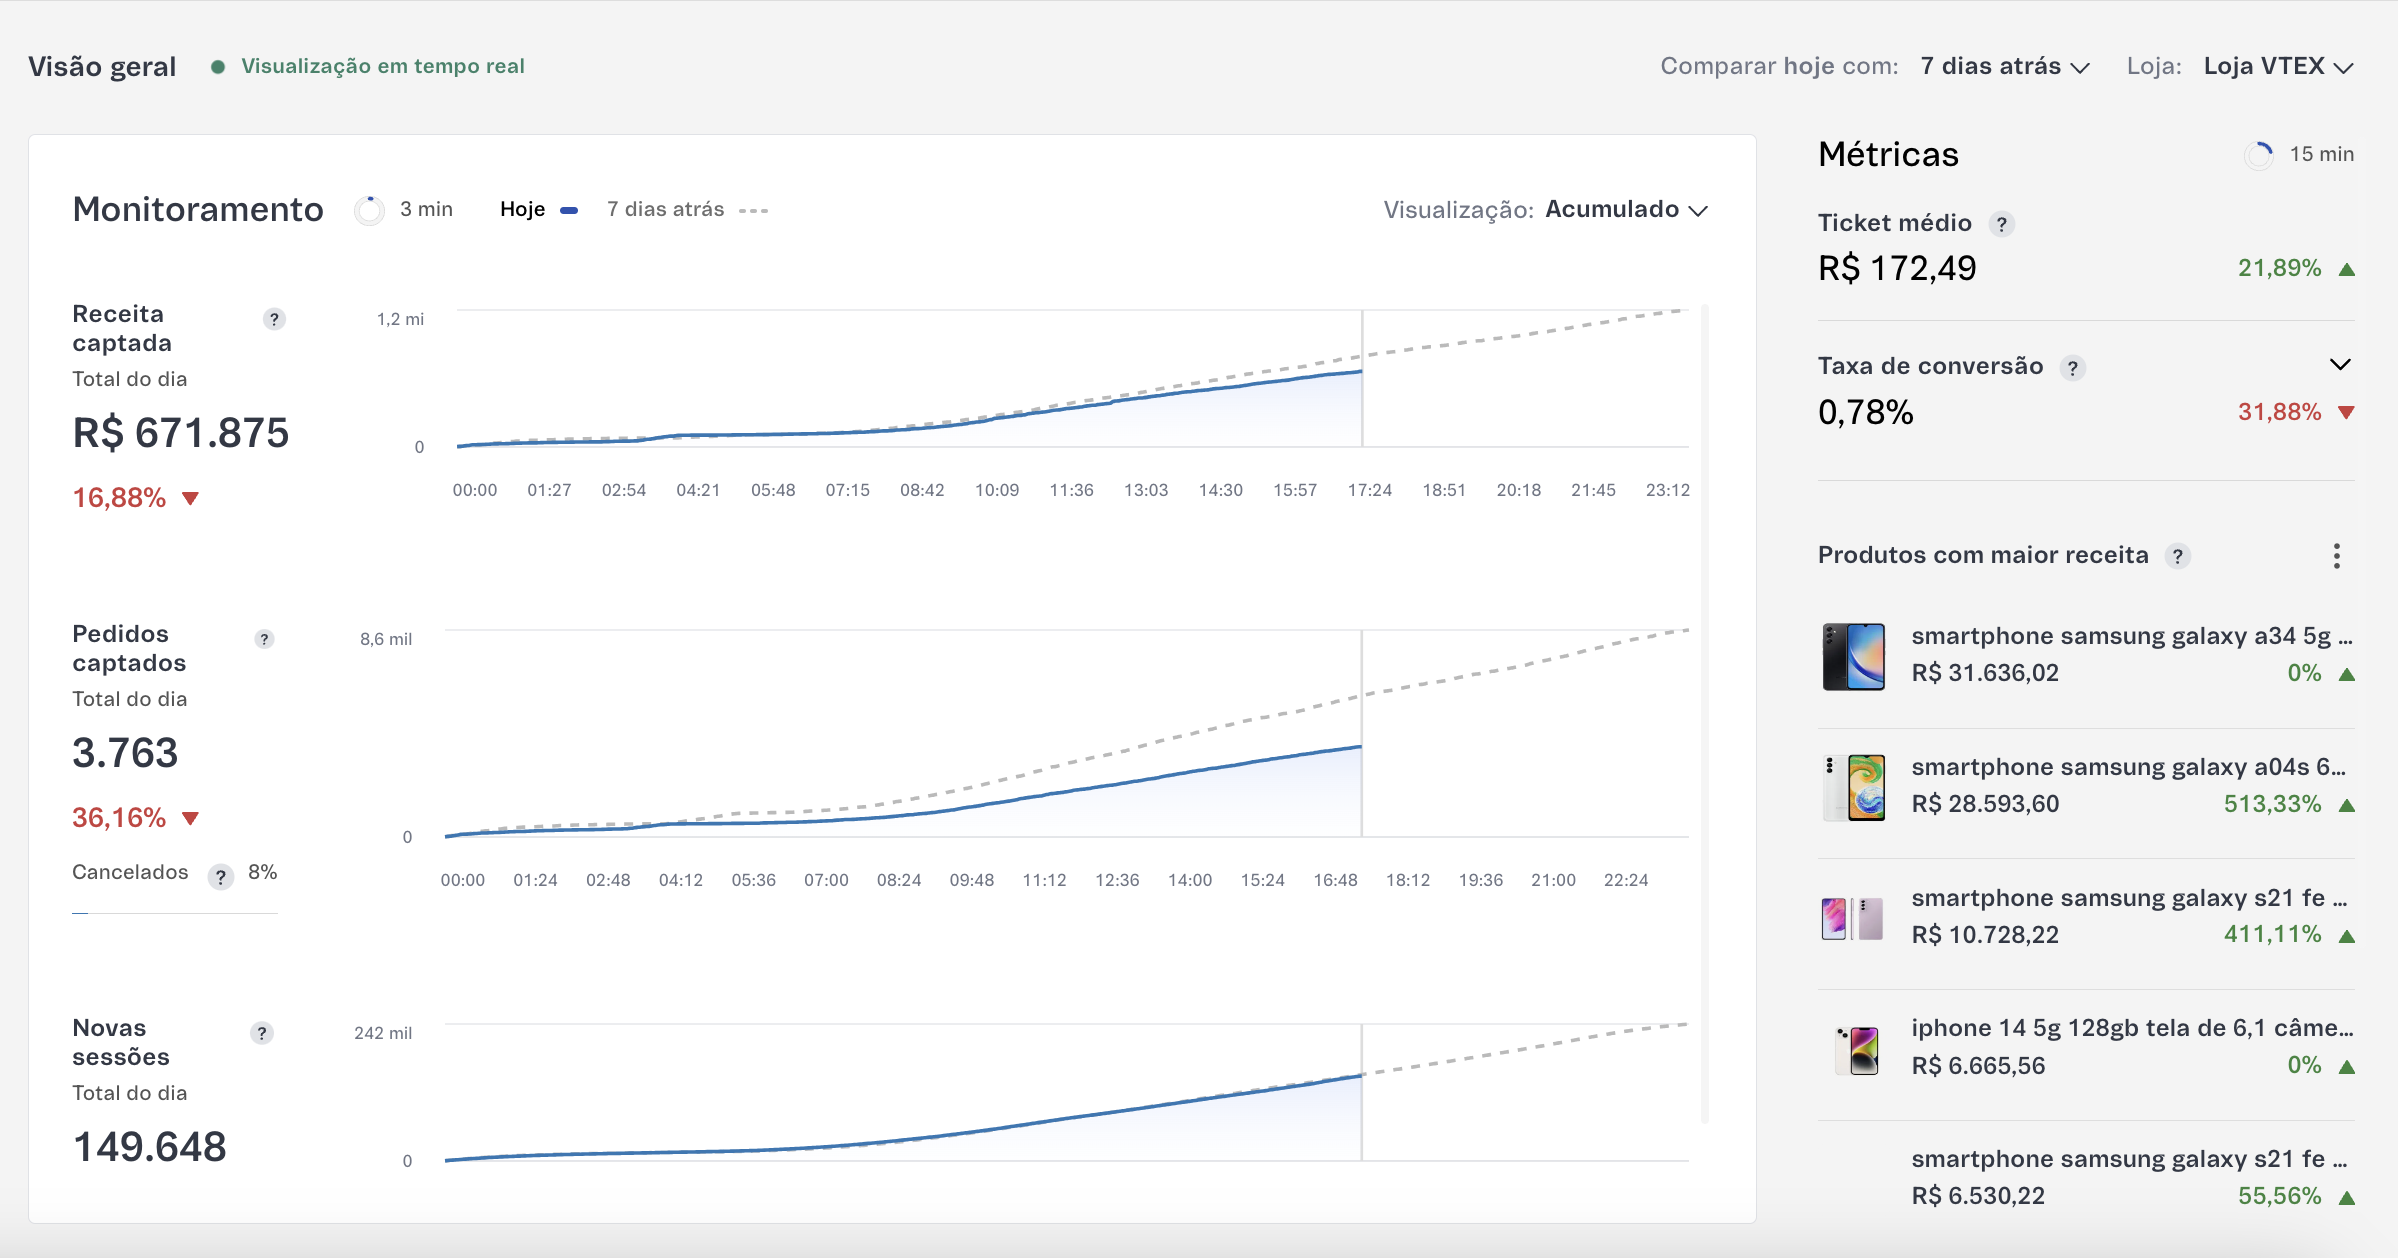 Visão geral
Visualização em tempo real
Comparar hoje com: 7 dias atrás
Loja: Loja VTEX
Monitoramento
3 min
Hoje
7 dias atrás
Visualização: Acumulado
Receita
captada
?
Total do dia
R$ 671.875
16,88%
1,2 mi
0
00:00 01:27 02:54 04:21 05:48 07:15 08:42 10:09 11:36 13:03 14:30 15:57 17:24 18:51 20:18 21:45 23:12
Pedidos
captados
?
Total do dia
3.763
36,16%
Cancelados ? 8%
8,6 mil
0
00:00 01:24 02:48 04:12 05:36 07:00 08:24 09:48 11:12 12:36 14:00 15:24 16:48 18:12 19:36 21:00 22:24
Novas
sessões
?
Total do dia
149.648
242 mil
0
Métricas
15 min
Ticket médio ?
R$ 172,49
21,89%
Taxa de conversão ?
0,78%
31,88%
Produtos com maior receita ?
smartphone samsung galaxy a34 5g ...
R$ 31.636,02
0%
smartphone samsung galaxy a04s 6...
R$ 28.593,60
513,33%
smartphone samsung galaxy s21 fe ...
R$ 10.728,22
411,11%
iphone 14 5g 128gb tela de 6,1 câme...
R$ 6.665,56
0%
smartphone samsung galaxy s21 fe ...
R$ 6.530,22
55,56%